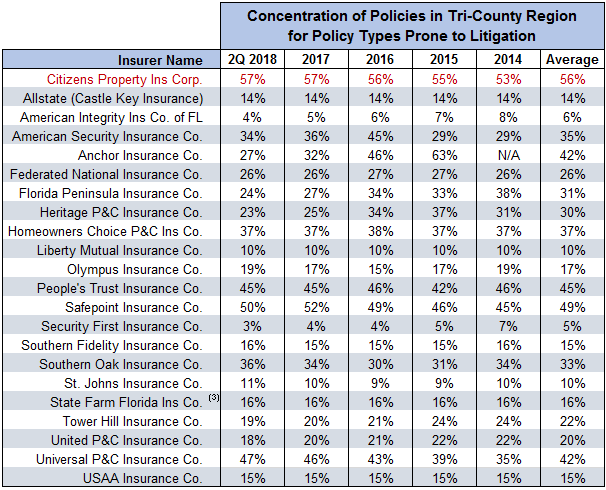 Concentration of Policies in Tri-County Region
for Policy Types Prone to Litigation
Insurer Name 2Q 2018 2017 2016 2015 2014 Average
Citizens Property Ins Corp. 57% 57% 56% 55% 53% 56%
Allstate (Castle Key Insurance) 14% 14% 14% 14% 14% 14%
American Integrity Ins Co. of FL 4% 5% 6% 7% 8% 6%
American Security Insurance Co. 34% 36% 45% 29% 29% 35%
Anchor Insurance Co. 27% 32% 46% 63% N/A 42%
Federated National Insurance Co. 26% 26% 27% 27% 26% 26%
Florida Peninsula Insurance Co. 24% 27% 34% 33% 38% 31%
Heritage P&C Insurance Co. 23% 25% 34% 37% 31% 30%
Homeowners Choice P&C Ins Co. 37% 37% 38% 37% 37% 37%
Liberty Mutual Insurance Co. 10% 10% 10% 10% 10% 10%
Olympus Insurance Co. 19% 17% 15% 17% 19% 17%
People's Trust Insurance Co. 45% 45% 46% 42% 46% 45%
Safepoint Insurance Co. 50% 52% 49% 46% 45% 49%
Security First Insurance Co. 3% 4% 4% 5% 7% 5%
Southern Fidelity Insurance Co. 16% 15% 15% 15% 16% 15%
Southern Oak Insurance Co. 36% 34% 30% 31% 34% 33%
St. Johns Insurance Co. 11% 10% 9% 9% 10% 10%
State Farm Florida Ins Co. (3) 16% 16% 16% 16% 16% 16%
Tower Hill Insurance Co. 19% 20% 21% 24% 24% 22%
United P&C Insurance Co. 18% 20% 21% 22% 22% 20%
Universal P&C Insurance Co. 47% 46% 43% 39% 35% 42%
USAA Insurance Co. 15% 15% 15% 15% 15% 15%